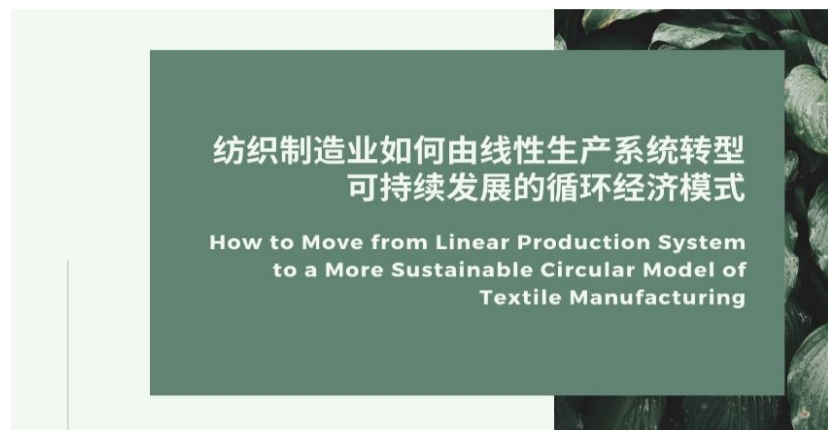 纺织制造业如何由线性生产系统转型
可持续发展的循环经济模式
How to Move from Linear Production System
to a More Sustainable Circular Model of
Textile Manufacturing